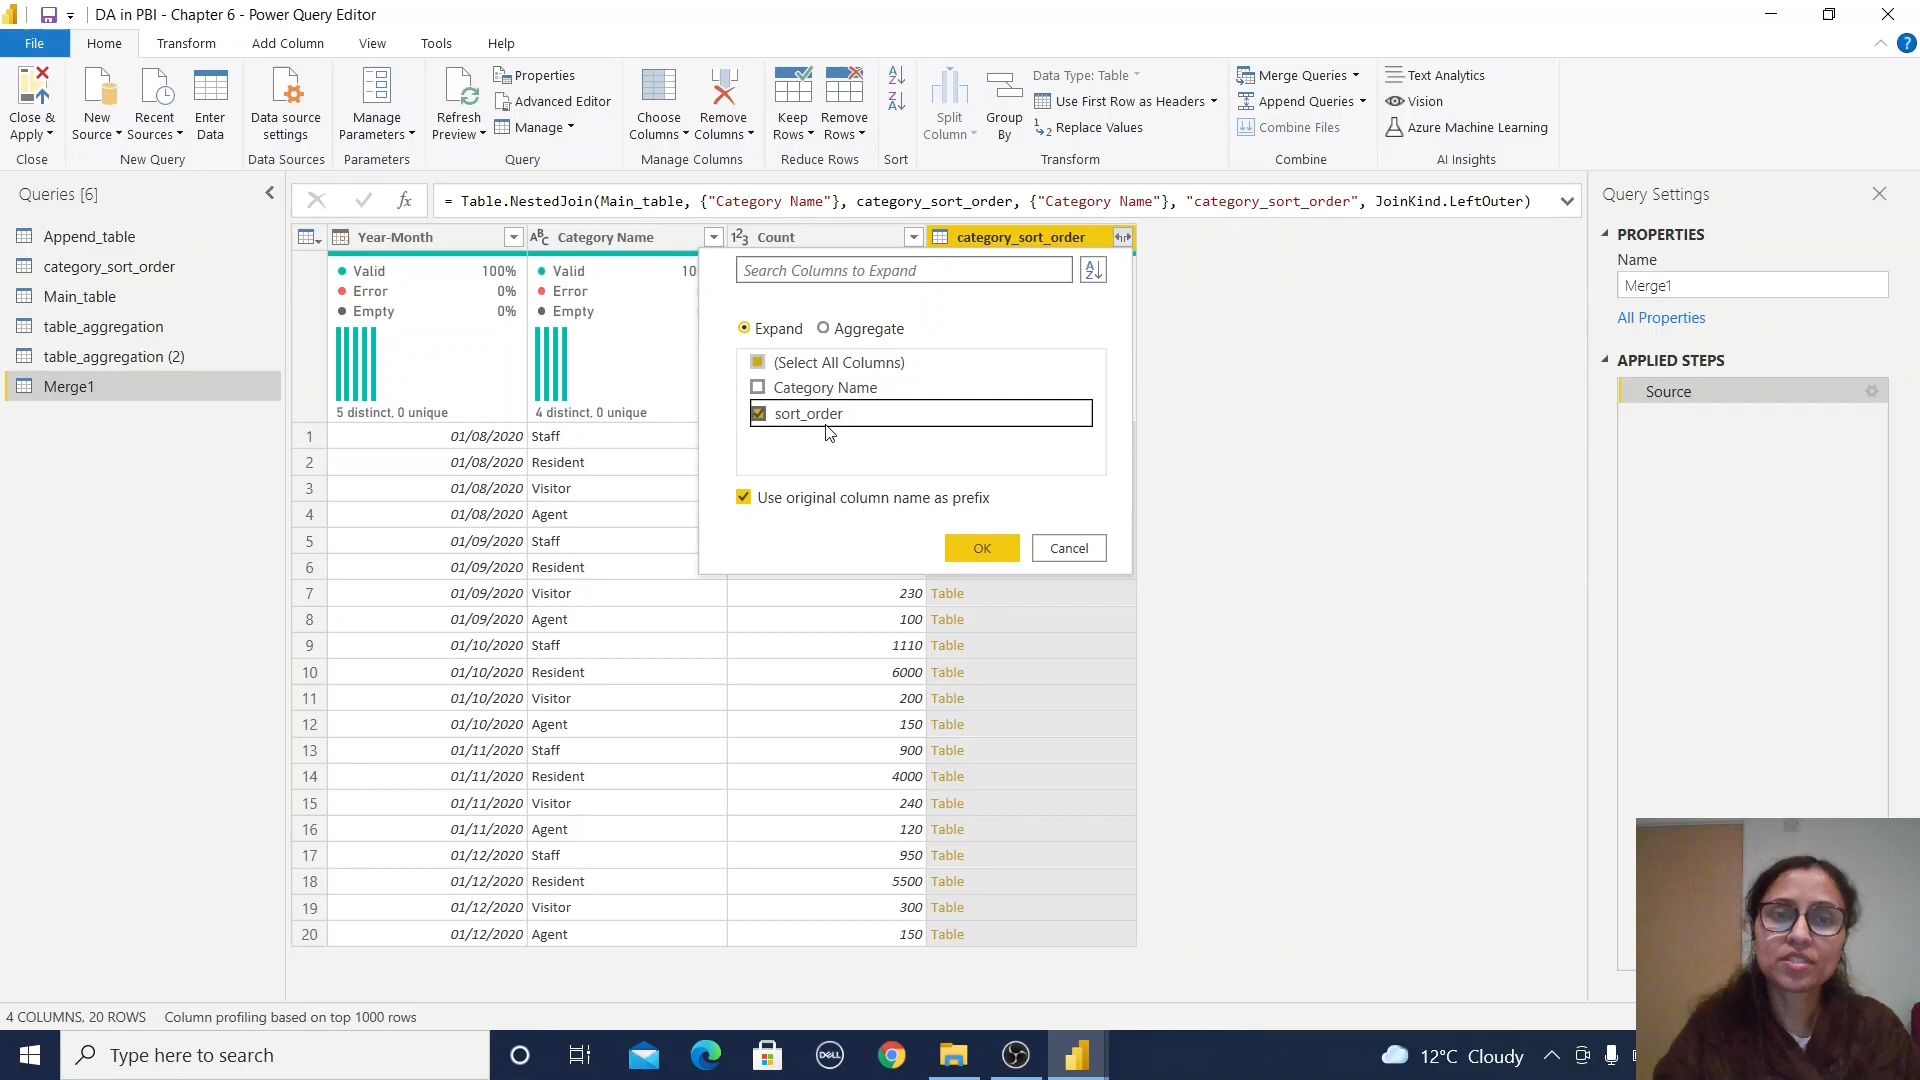 DA in PBI - Chapter 6 - Power Query Editor
File Home Transform Add Column View Tools Help
Close & Apply
New Source
Recent Sources
Enter Data
Data source settings
Manage Parameters
Refresh Preview
Properties
Advanced Editor
Manage
Choose Columns
Remove Columns
Keep Rows
Remove Rows
Split Column
Group By
Data Type: Table
Use First Row as Headers
Replace Values
Merge Queries
Append Queries
Combine Files
Text Analytics
Vision
Azure Machine Learning
Close New Query Data Sources Parameters Query Manage Columns Reduce Rows Sort Transform Combine AI Insights
Queries [6]
Append_table
category_sort_order
Main_table
table_aggregation
table_aggregation (2)
Merge1
fx = Table.NestedJoin(Main_table, {"Category Name"}, category_sort_order, {"Category Name"}, "category_sort_order", JoinKind.LeftOuter)
Year-Month ABC Category Name 123 Count category_sort_order
Valid 100% Valid 10
Error 0% Error
Empty 0% Empty
5 distinct, 0 unique 4 distinct, 0 unique
Search Columns to Expand
Expand Aggregate
(Select All Columns)
Category Name
sort_order
Use original column name as prefix
OK Cancel
1 01/08/2020 Staff
2 01/08/2020 Resident
3 01/08/2020 Visitor
4 01/08/2020 Agent
5 01/09/2020 Staff
6 01/09/2020 Resident
7 01/09/2020 Visitor 230 Table
8 01/09/2020 Agent 100 Table
9 01/10/2020 Staff 1110 Table
10 01/10/2020 Resident 6000 Table
11 01/10/2020 Visitor 200 Table
12 01/10/2020 Agent 150 Table
13 01/11/2020 Staff 900 Table
14 01/11/2020 Resident 4000 Table
15 01/11/2020 Visitor 240 Table
16 01/11/2020 Agent 120 Table
17 01/12/2020 Staff 950 Table
18 01/12/2020 Resident 5500 Table
19 01/12/2020 Visitor 300 Table
20 01/12/2020 Agent 150 Table
Query Settings
PROPERTIES
Name
Merge1
All Properties
APPLIED STEPS
Source
4 COLUMNS, 20 ROWS Column profiling based on top 1000 rows
Type here to search
DELL
12°C Cloudy